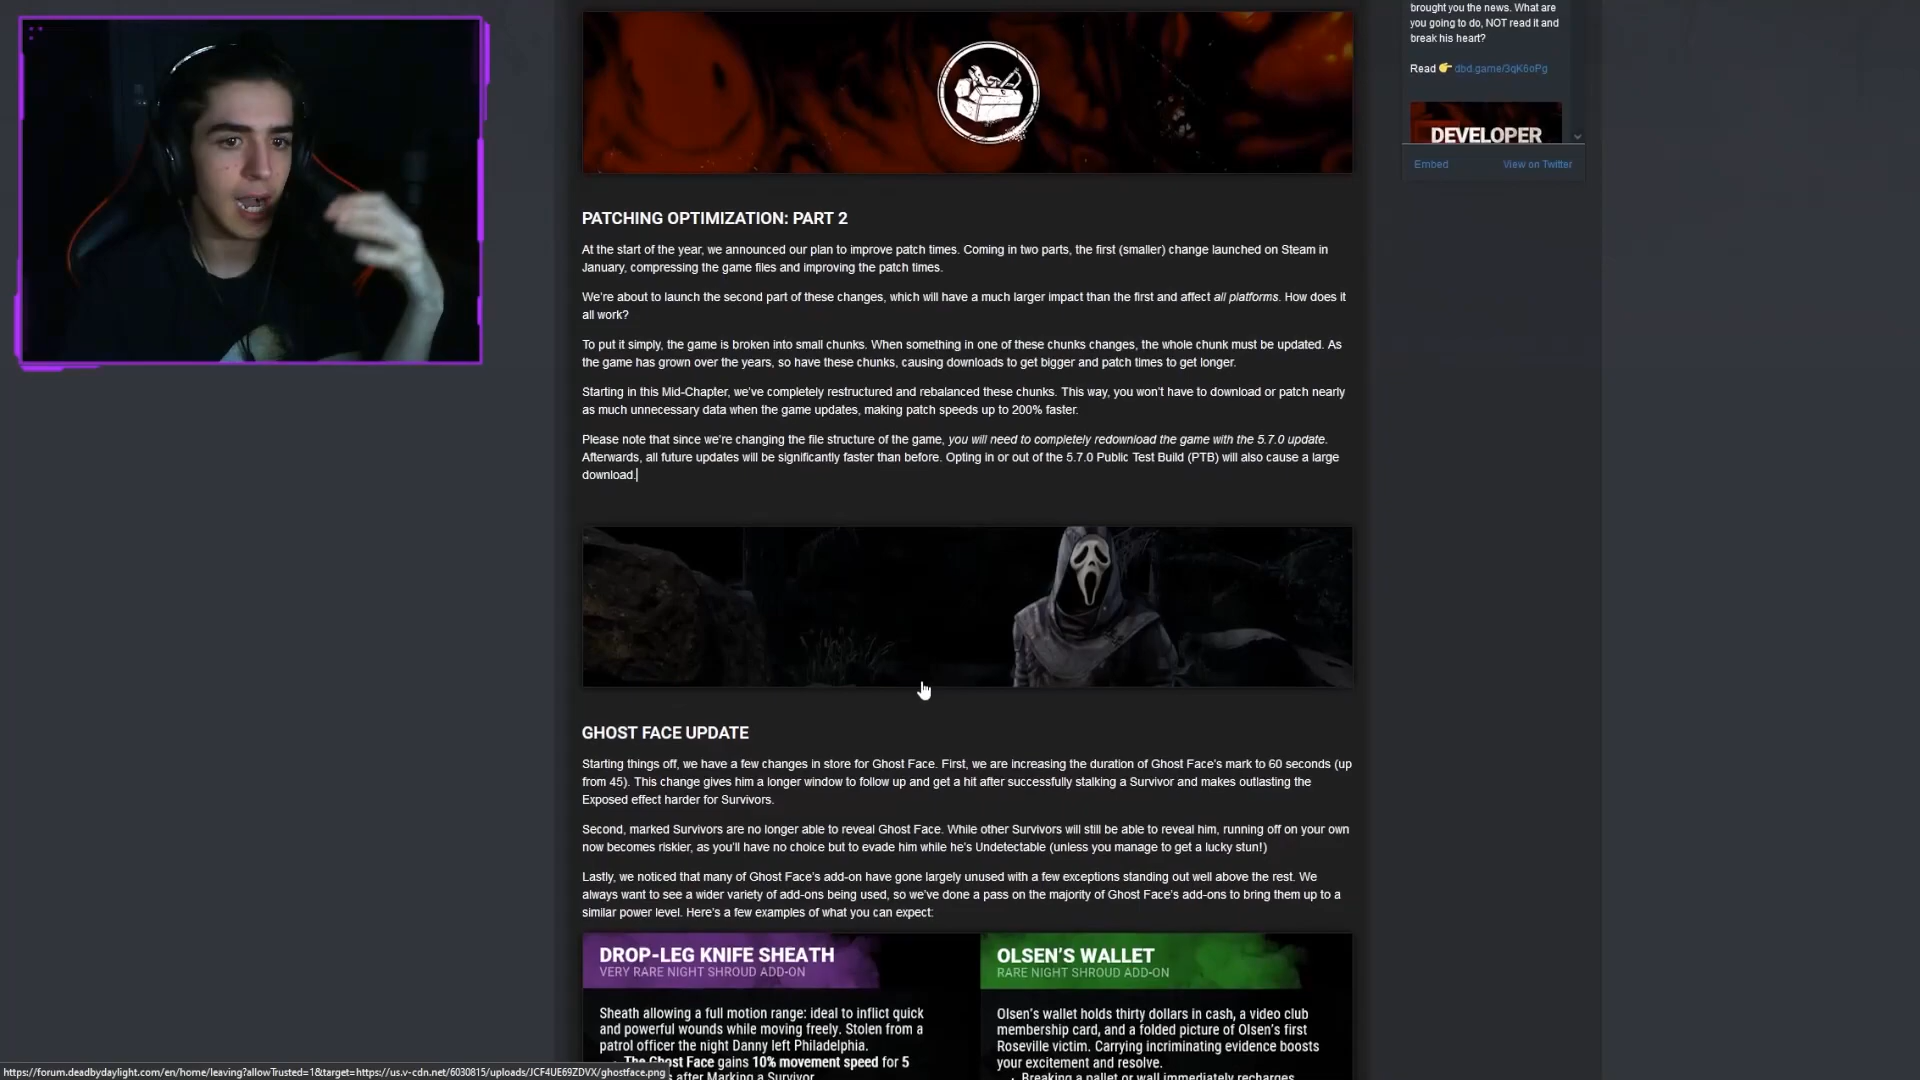 brought you the news. What are
you going to do, NOT read it and
break his heart?
Read 👉 dbd.game/3qK6oPg
DEVELOPER
Embed
View on Twitter
PATCHING OPTIMIZATION: PART 2
At the start of the year, we announced our plan to improve patch times. Coming in two parts, the first (smaller) change launched on Steam in
January, compressing the game files and improving the patch times.
We're about to launch the second part of these changes, which will have a much larger impact than the first and affect all platforms. How does it
all work?
To put it simply, the game is broken into small chunks. When something in one of these chunks changes, the whole chunk must be updated. As
the game has grown over the years, so have these chunks, causing downloads to get bigger and patch times to get longer.
Starting in this Mid-Chapter, we've completely restructured and rebalanced these chunks. This way, you won't have to download or patch nearly
as much unnecessary data when the game updates, making patch speeds up to 200% faster.
Please note that since we're changing the file structure of the game, you will need to completely redownload the game with the 5.7.0 update.
Afterwards, all future updates will be significantly faster than before. Opting in or out of the 5.7.0 Public Test Build (PTB) will also cause a large
download.
GHOST FACE UPDATE
Starting things off, we have a few changes in store for Ghost Face. First, we are increasing the duration of Ghost Face's mark to 60 seconds (up
from 45). This change gives him a longer window to follow up and get a hit after successfully stalking a Survivor and makes outlasting the
Exposed effect harder for Survivors.
Second, marked Survivors are no longer able to reveal Ghost Face. While other Survivors will still be able to reveal him, running off on your own
now becomes riskier, as you'll have no choice but to evade him while he's Undetectable (unless you manage to get a lucky stun!)
Lastly, we noticed that many of Ghost Face's add-on have gone largely unused with a few exceptions standing out well above the rest. We
always want to see a wider variety of add-ons being used, so we've done a pass on the majority of Ghost Face's add-ons to bring them up to a
similar power level. Here's a few examples of what you can expect:
DROP-LEG KNIFE SHEATH
VERY RARE NIGHT SHROUD ADD-ON
Sheath allowing a full motion range: ideal to inflict quick
and powerful wounds while moving freely. Stolen from a
patrol officer the night Danny left Philadelphia.
The Ghost Face gains 10% movement speed for 5
after Marking a Survivor
OLSEN'S WALLET
RARE NIGHT SHROUD ADD-ON
Olsen's wallet holds thirty dollars in cash, a video club
membership card, and a folded picture of Olsen's first
Roseville victim. Carrying incriminating evidence boosts
your excitement and resolve.
Breaking a pallet or wall immediately recharges
https://forum.deadbydaylight.com/en/home/leaving?allowTrusted=1&target=https://us.v-cdn.net/6030815/uploads/JCF4UE69ZDVX/ghostface.png